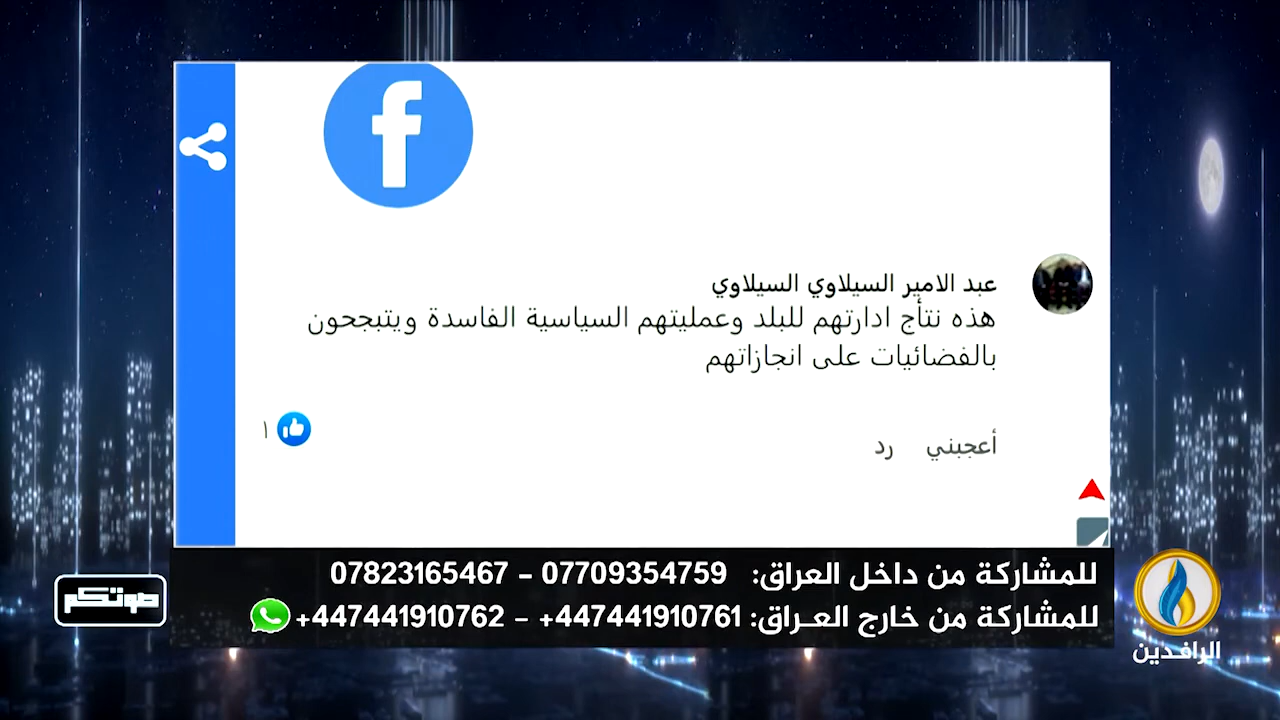 عبد الامير السيلاوي السيلاوي
هذه نتأج ادارتهم للبلد وعمليتهم السياسية الفاسدة ويتبجحون
بالفضائيات على انجازاتهم
أعجبني رد
١
للمشاركة من داخل العراق: 07709354759 - 07823165467
للمشاركة من خارج العـراق: 447441910761+ - 447441910762+
صوتكم
الرافدين